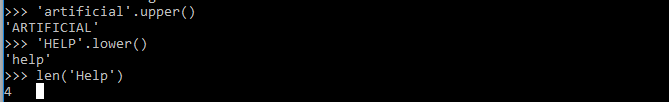 >>> 'artificial'.upper()
'ARTIFICIAL'
>>> 'HELP'.lower()
'help'
>>> len('Help')
4